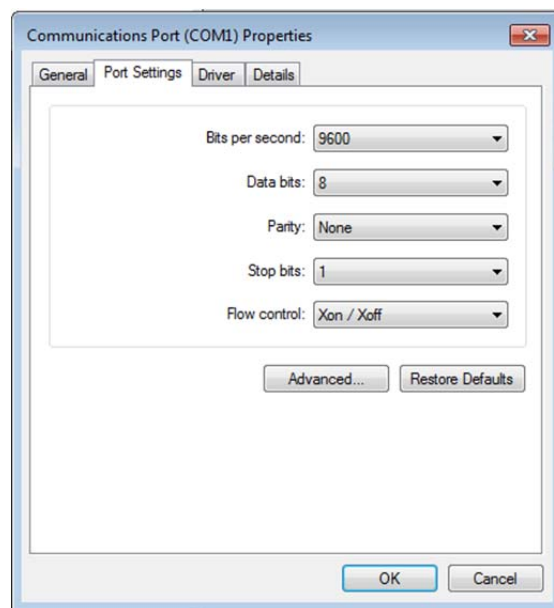 Communications Port (COM1) Properties
General Port Settings Driver Details
Bits per second: 9600
Data bits: 8
Parity: None
Stop bits: 1
Flow control: Xon / Xoff
Advanced... Restore Defaults
OK Cancel